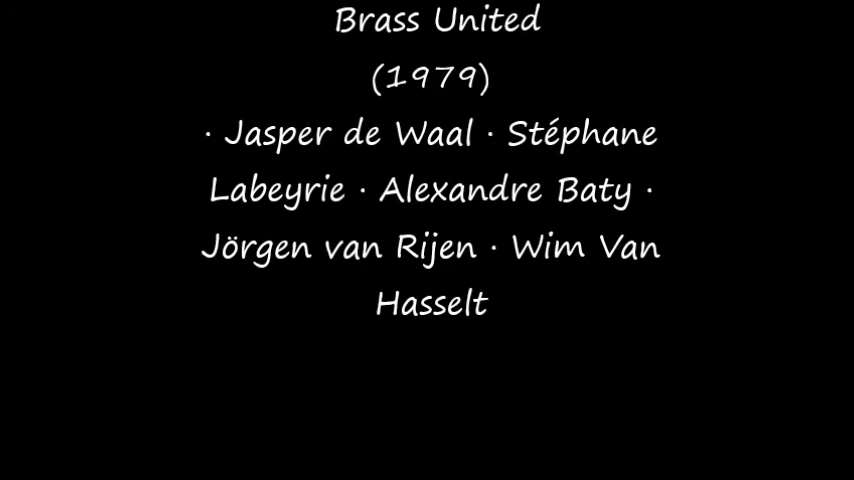 Brass United
(1979)
· Jasper de Waal · Stéphane
Labeyrie · Alexandre Baty ·
Jörgen van Rijen · Wim Van
Hasselt